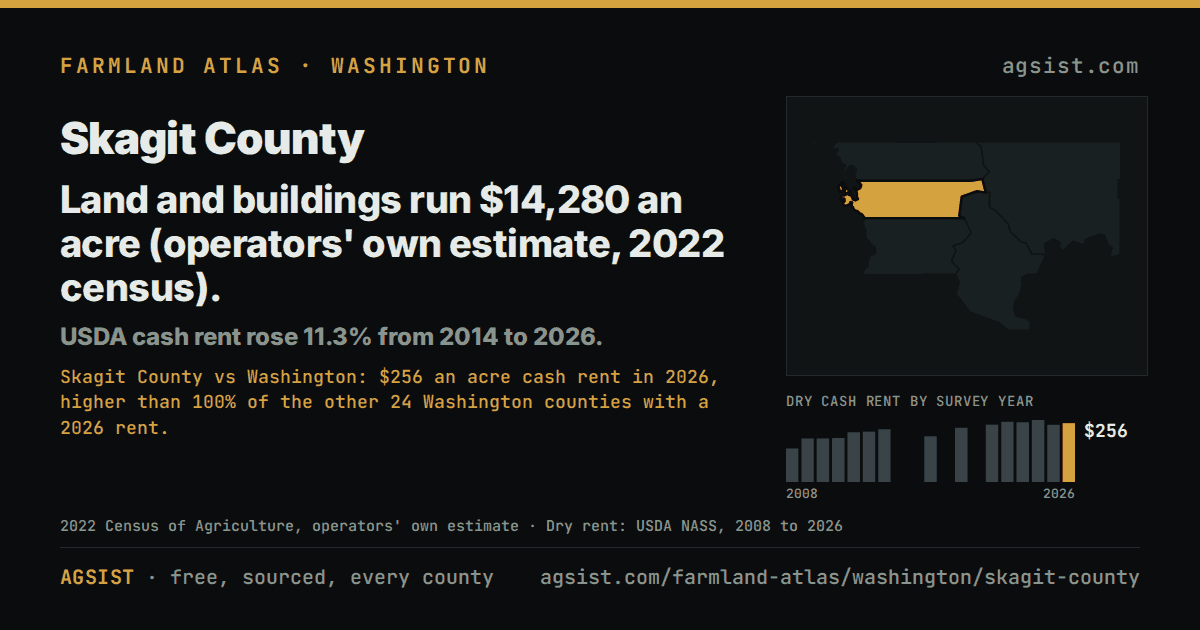 FARMLAND ATLAS · WASHINGTON
agsist.com
Skagit County
Land and buildings run $14,280 an
acre (operators' own estimate, 2022
census).
USDA cash rent rose 11.3% from 2014 to 2026.
Skagit County vs Washington: $256 an acre cash rent in 2026,
higher than 100% of the other 24 Washington counties with a
2026 rent.
DRY CASH RENT BY SURVEY YEAR
$256
2008
2026
2022 Census of Agriculture, operators' own estimate · Dry rent: USDA NASS, 2008 to 2026
AGSIST · free, sourced, every county
agsist.com/farmland-atlas/washington/skagit-county